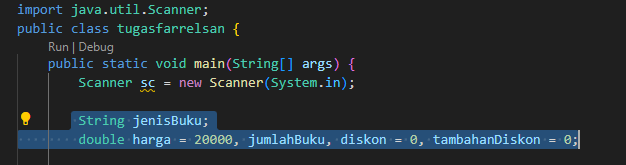 import java.util.Scanner;
public class tugasfarrelsan {
Run | Debug
public static void main(String[] args) {
Scanner sc = new Scanner(System.in);
String jenisBuku;
double harga = 20000, jumlahBuku, diskon = 0, tambahanDiskon = 0;